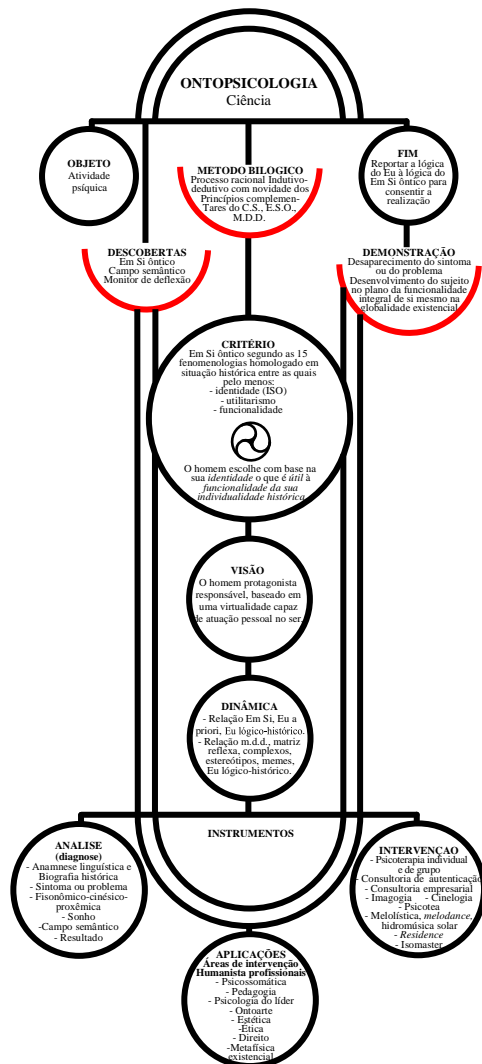 ONTOPSICOLOGIA
Ciência
OBJETO
Atividade
psíquica
METODO BILOGICO
Processo racional Indutivo-
dedutivo com novidade dos
Princípios complemen-
Tares do C.S., E.S.O.,
M.D.D.
FIM
Reportar a lógica
do Eu à lógica do
Em Si ôntico para
consentir a
realização
DESCOBERTAS
Em Si ôntico
Campo semântico
Monitor de deflexão
DEMONSTRAÇÃO
Desaparecimento do sintoma
ou do problema
Desenvolvimento do sujeito
no plano da funcionalidade
integral de si mesmo na
globalidade existencial
CRITÉRIO
Em Si ôntico segundo as 15
fenomenologias homologado em
situação histórica entre as quais
pelo menos:
- identidade (ISO)
- utilitarismo
- funcionalidade
O homem escolhe com base na
sua identidade o que é útil à
funcionalidade da sua
individualidade histórica
VISÃO
O homem protagonista
responsável, baseado em
uma virtualidade capaz
de atuação pessoal no ser.
DINÂMICA
- Relação Em Si, Eu a
priori, Eu lógico-histórico.
- Relação m.d.d., matriz
reflexa, complexos,
estereótipos, memes,
Eu lógico-histórico.
INSTRUMENTOS
ANALISE
(diagnose)
- Anamnese linguística e
Biografia histórica
- Sintoma ou problema
- Fisonômico-cinésico-
proxêmica
- Sonho
-Campo semântico
- Resultado
INTERVENÇAO
- Psicoterapia individual
e de grupo
- Consultoria de autenticação
- Consultoria empresarial
- Imagogia - Cinelogia
- Psicotea
- Melolística, melodance,
hidromúsica solar
- Residence
- Isomaster
APLICAÇÕES
Áreas de intervenção
Humanista profissionais
- Psicossomática
- Pedagogia
- Psicologia do líder
- Ontoarte
- Estética
-Ética
- Direito
-Metafísica
existencial